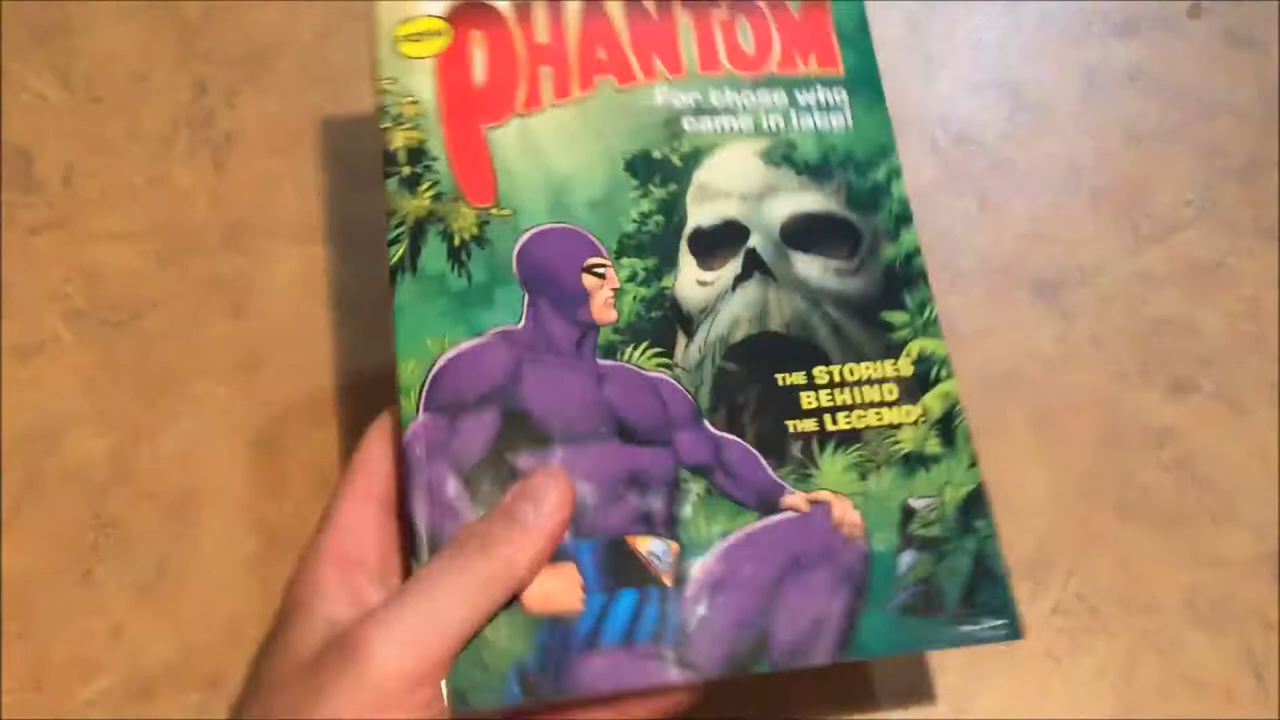 PHANTOM
For those who
came in late!
THE STORIES
BEHIND
THE LEGEND!